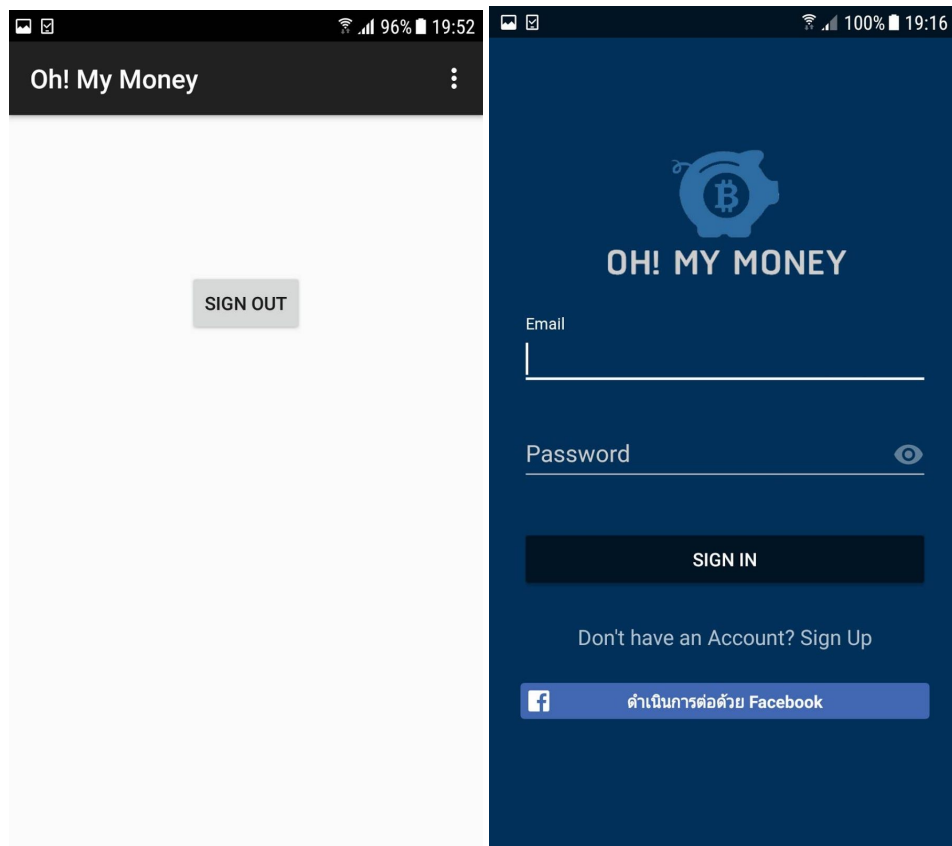 96% 19:52
Oh! My Money
SIGN OUT
100% 19:16
OH! MY MONEY
Email
Password
SIGN IN
Don't have an Account? Sign Up
ดำเนินการต่อด้วย Facebook